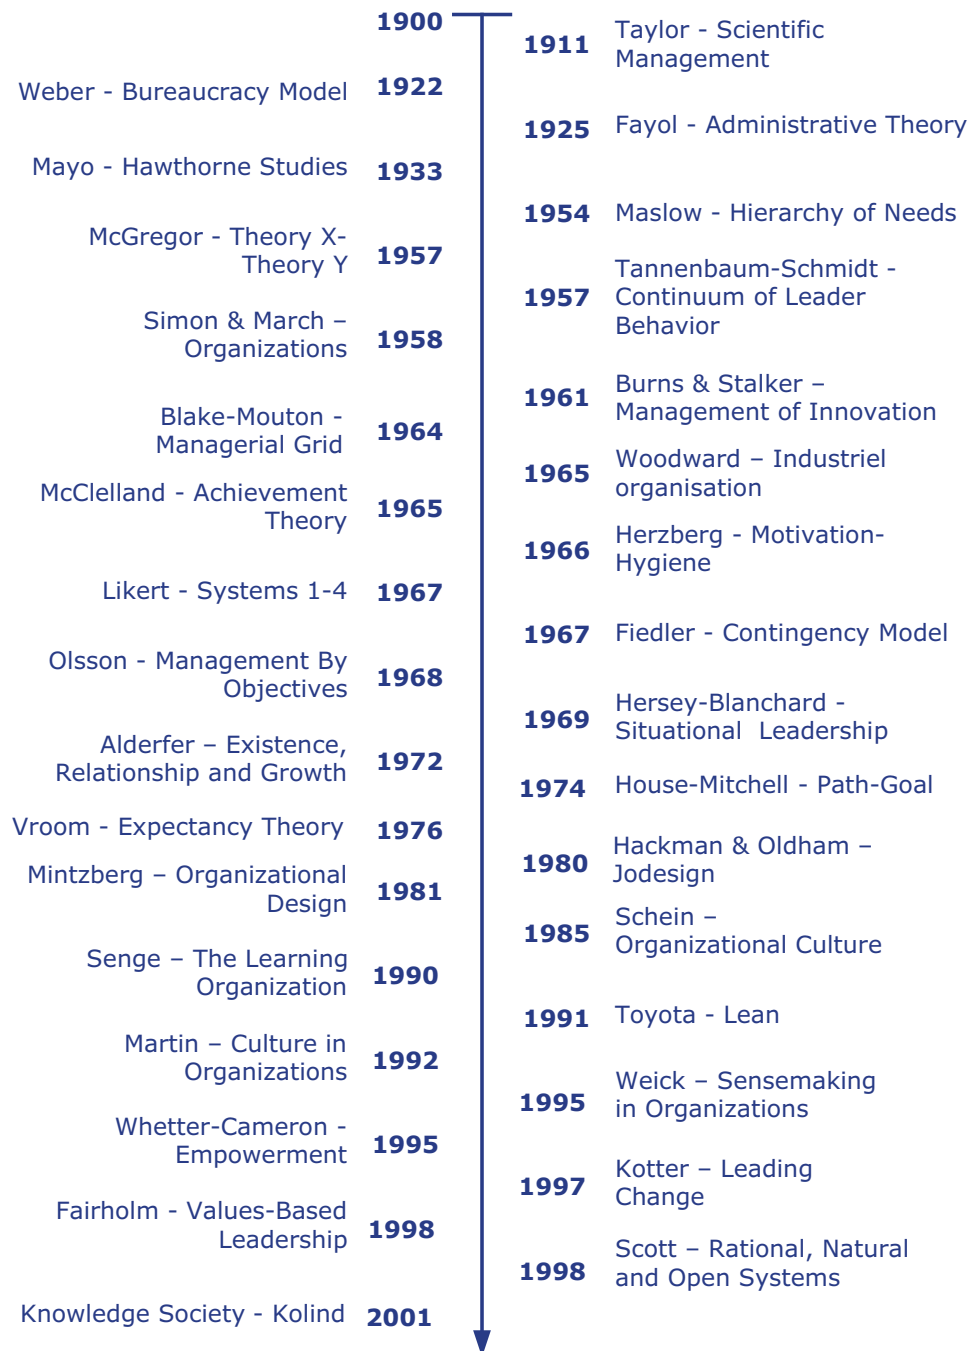 1900
1911 Taylor - Scientific
Management
Weber - Bureaucracy Model 1922
1925 Fayol - Administrative Theory
Mayo - Hawthorne Studies 1933
1954 Maslow - Hierarchy of Needs
McGregor - Theory X-
Theory Y 1957
Tannenbaum-Schmidt -
1957 Continuum of Leader
Behavior
Simon & March –
Organizations 1958
Burns & Stalker –
1961 Management of Innovation
Blake-Mouton -
Managerial Grid 1964
Woodward – Industriel
1965 organisation
McClelland - Achievement
Theory 1965
Herzberg - Motivation-
1966 Hygiene
Likert - Systems 1-4 1967
1967 Fiedler - Contingency Model
Olsson - Management By
Objectives 1968
Hersey-Blanchard -
1969 Situational  Leadership
Alderfer – Existence,
Relationship and Growth 1972
1974 House-Mitchell - Path-Goal
Vroom - Expectancy Theory 1976
Hackman & Oldham –
1980 Jodesign
Mintzberg – Organizational
Design 1981
Schein –
1985 Organizational Culture
Senge – The Learning
Organization 1990
1991 Toyota - Lean
Martin – Culture in
Organizations 1992
Weick – Sensemaking
1995 in Organizations
Whetter-Cameron -
Empowerment 1995
Kotter – Leading
1997 Change
Fairholm - Values-Based
Leadership 1998
Scott – Rational, Natural
1998 and Open Systems
Knowledge Society - Kolind 2001